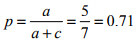 p = a / (a + c) = 5 / 7 = 0.71